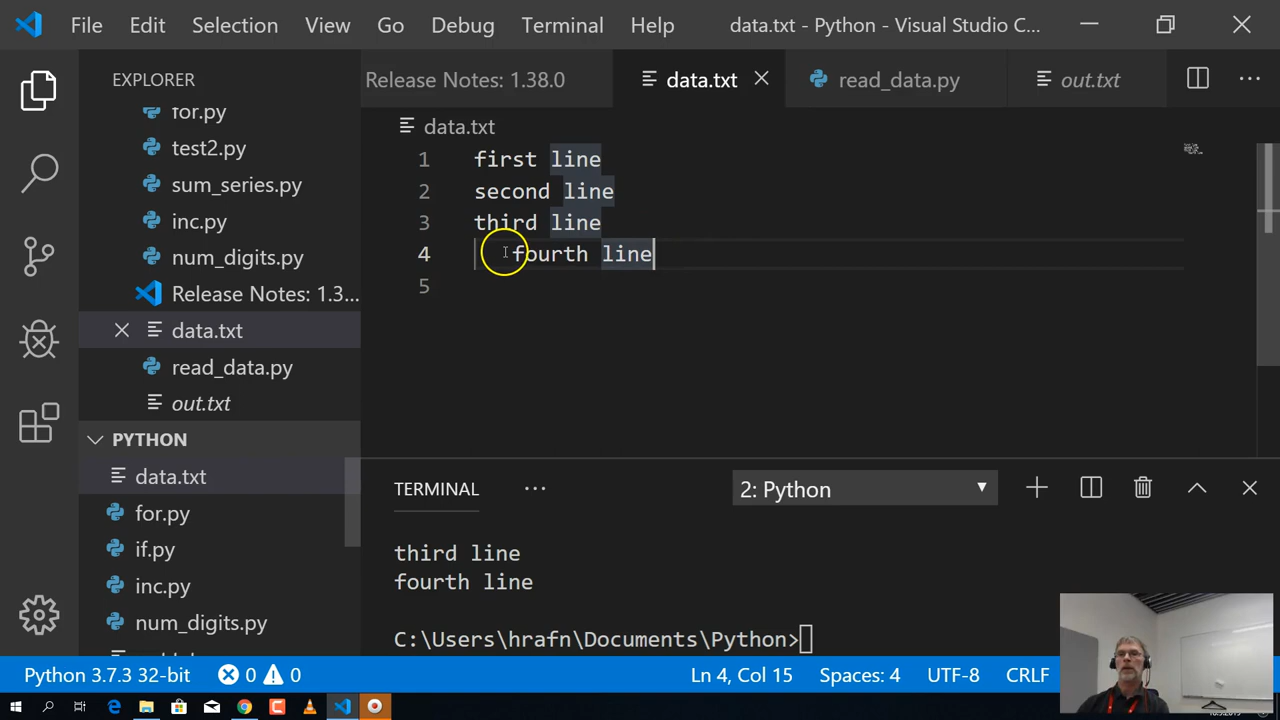 File Edit Selection View Go Debug Terminal Help data.txt - Python - Visual Studio C...
EXPLORER
for.py
test2.py
sum_series.py
inc.py
num_digits.py
Release Notes: 1.3...
data.txt
read_data.py
out.txt
PYTHON
data.txt
for.py
if.py
inc.py
num_digits.py
Release Notes: 1.38.0 data.txt read_data.py out.txt ...
data.txt
1 first line
2 second line
3 third line
4 fourth line
5
TERMINAL ... 2: Python
third line
fourth line
C:\Users\hrafn\Documents\Python>
Python 3.7.3 32-bit 0 0 Ln 4, Col 15 Spaces: 4 UTF-8 CRLF